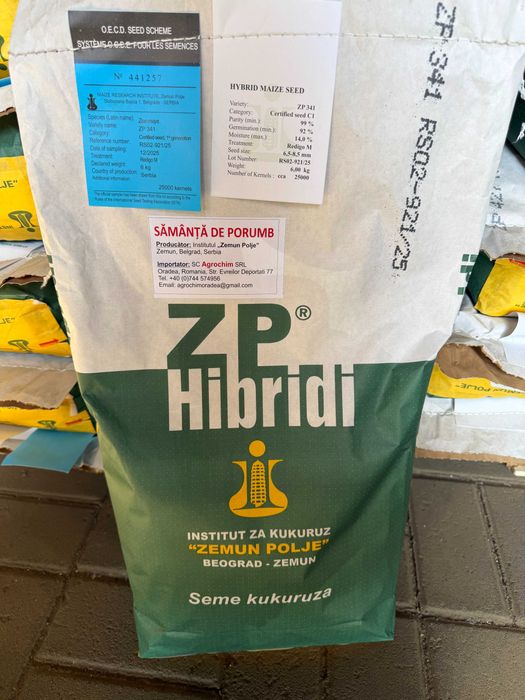 O.E.C.D. SEED SCHEME
SYSTÈME O.C.D.E. POUR LES SEMENCES
№ 441257
MAIZE RESEARCH INSTITUTE, Zemun Polje
Slobodana Bajića 1, Belgrade - SERBIA
Species (Latin name): Zea mays
Variety name: ZP 341
Category: Certified seed, 1st generation
Reference number: RS02-921/25
Date of sampling: 12/2025
Treatment: Redigo M
Declared weight: 6 kg
Country of production: Serbia
Additional information:
25000 kernels
HYBRID MAIZE SEED
Variety: ZP 341
Category: Certified seed C1
Purity (min.): 99 %
Germination (min.): 92 %
Moisture (max.): 14,0 %
Treatment: Redigo M
Seed size: 6,5-8,5 mm
Lot Number: RS02-921/25
Weight: 6,00 kg
Number of Kernels : cca 25000
ZP-341 RS02-921/25
SĂMÂNȚĂ DE PORUMB
Producător: Institutul „Zemun Polje"
Zemun, Belgrad, Serbia
Importator: SC Agrochim SRL
Oradea, Romania, Str. Evreilor Deportati 77
Tel. +40 (0)744 574956
Email: agrochimoradea@gmail.com
ZP®
Hibridi
INSTITUT ZA KUKURUZ
“ZEMUN POLJE”
BEOGRAD - ZEMUN
Seme kukuruza
POLJE"